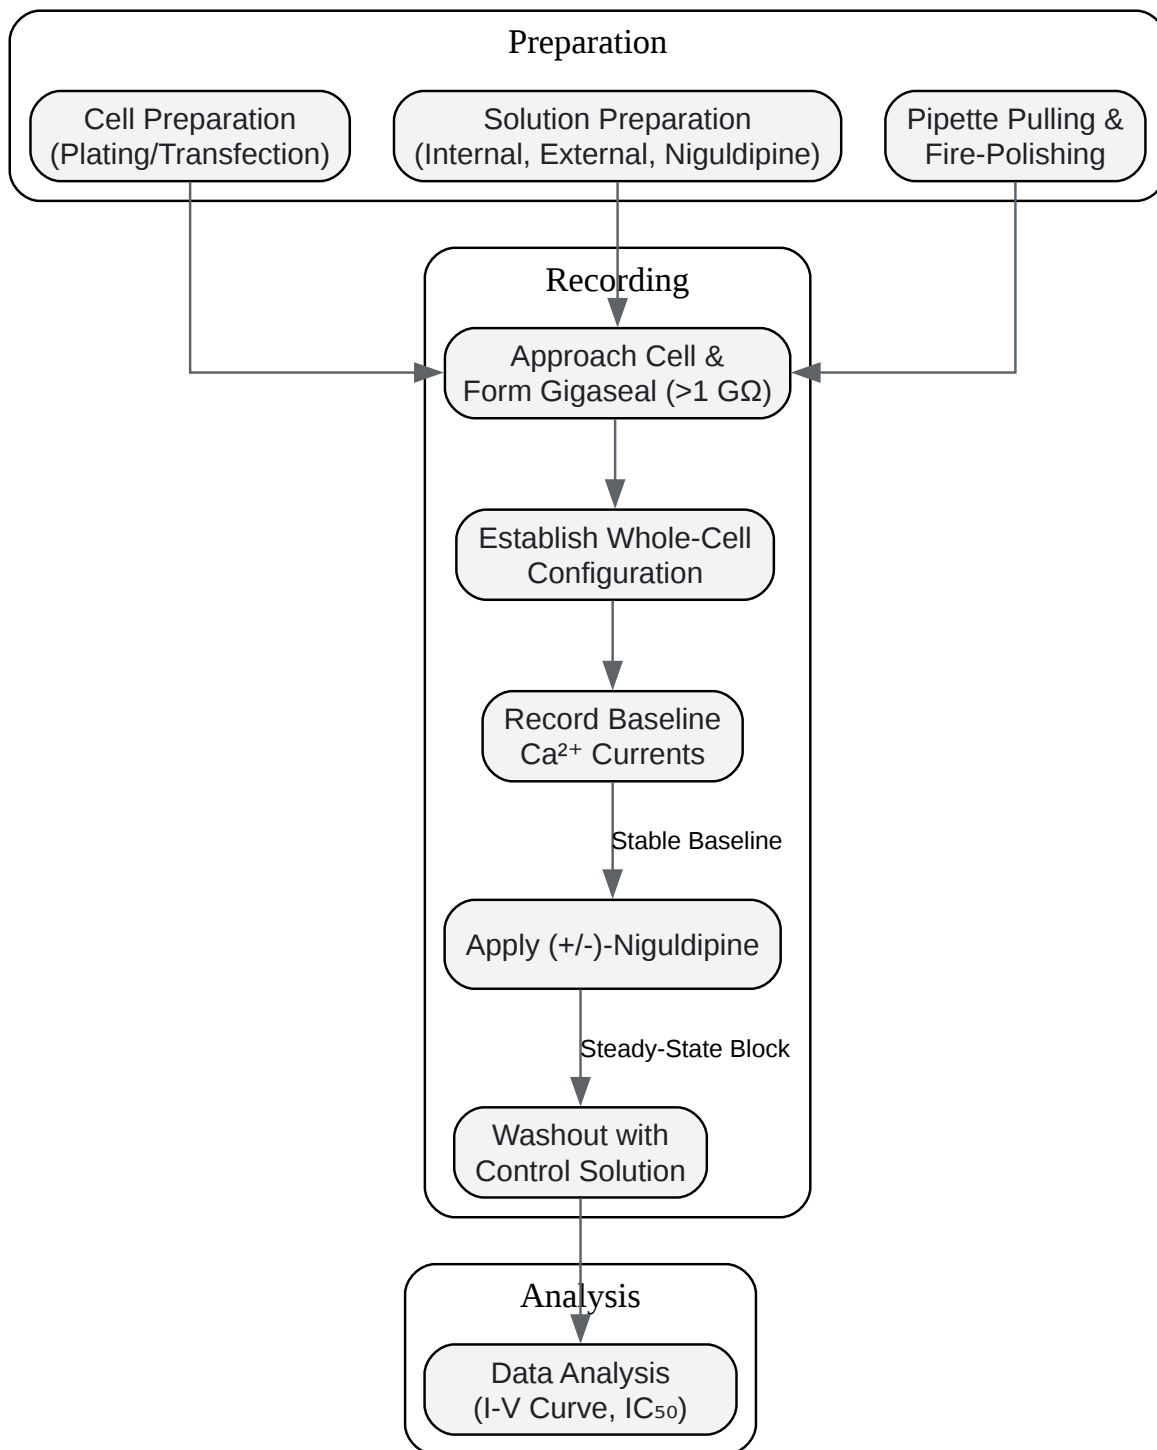 Preparation
Cell Preparation
(Plating/Transfection)
Solution Preparation
(Internal, External, Niguldipine)
Pipette Pulling &
Fire-Polishing
Recording
Approach Cell &
Form Gigaseal (>1 GΩ)
Establish Whole-Cell
Configuration
Record Baseline
Ca²⁺ Currents
Stable Baseline
Apply (+/-)-Niguldipine
Steady-State Block
Washout with
Control Solution
Analysis
Data Analysis
(I-V Curve, IC₅₀)